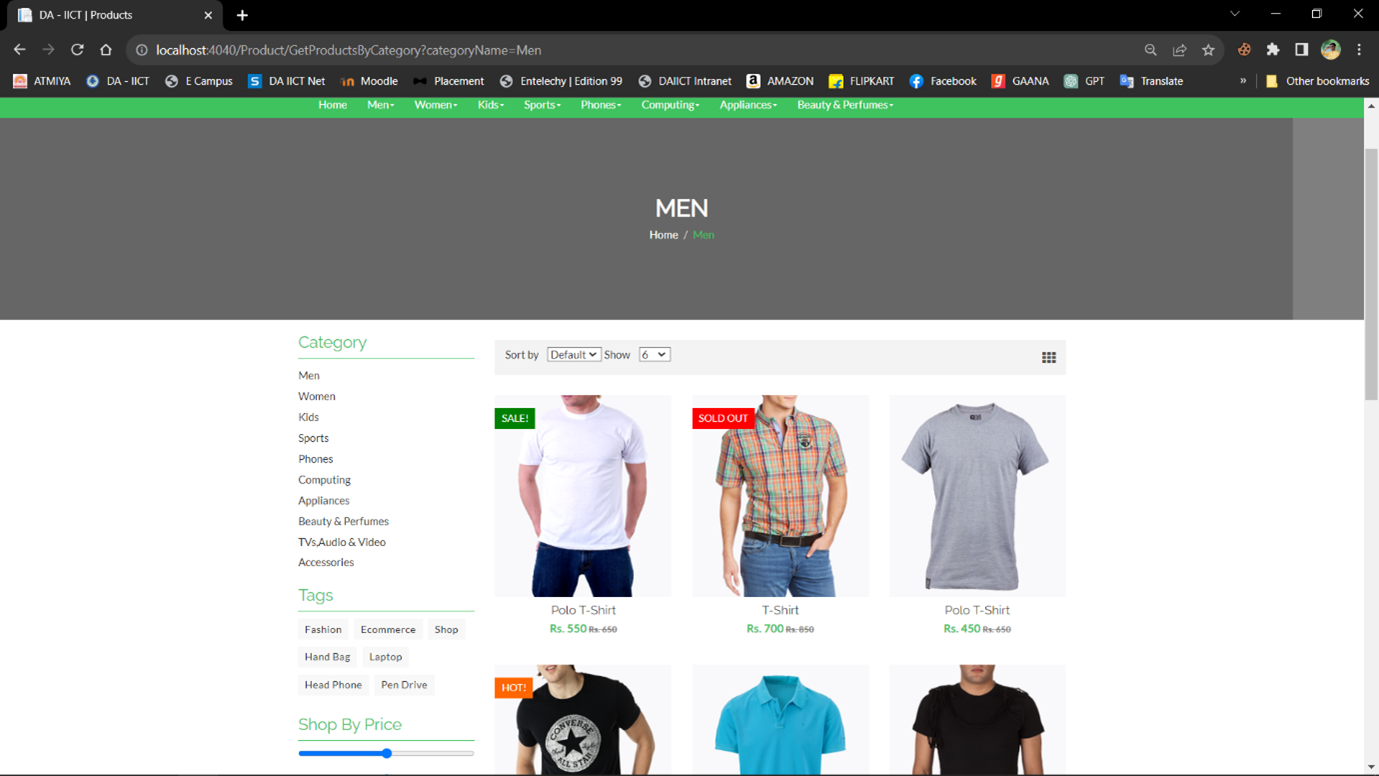 DA - IICT | Products
localhost:4040/Product/GetProductsByCategory?categoryName=Men
ATMIYA DA - IICT E Campus DA IICT Net Moodle Placement Entelechy | Edition 99 DAIICT Intranet AMAZON FLIPKART Facebook GAANA GPT Translate » Other bookmarks
Home Men Women Kids Sports Phones Computing Appliances Beauty & Perfumes
MEN
Home / Men
Category
Men
Women
Kids
Sports
Phones
Computing
Appliances
Beauty & Perfumes
TVs,Audio & Video
Accessories
Tags
Fashion Ecommerce Shop
Hand Bag Laptop
Head Phone Pen Drive
Shop By Price
Sort by Default Show 6
SALE!
SOLD OUT
Polo T-Shirt
Rs. 550 Rs. 650
T-Shirt
Rs. 700 Rs. 850
Polo T-Shirt
Rs. 450 Rs. 650
HOT!
CONVERSE
ALL STAR